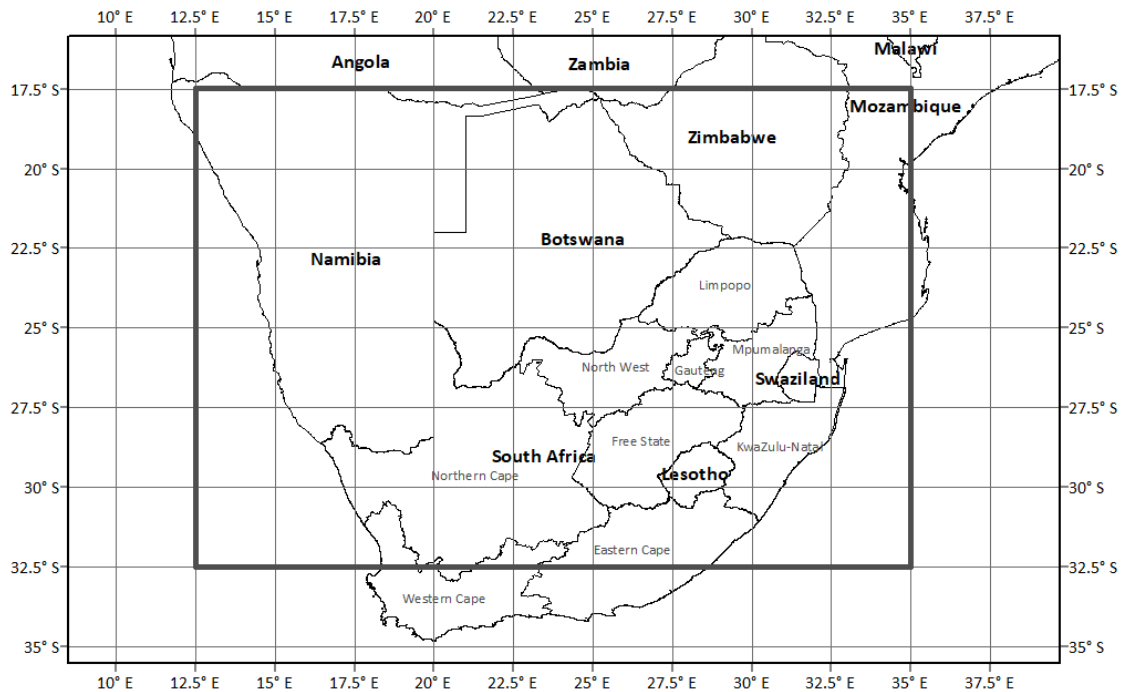 10° E 12.5° E 15° E 17.5° E 20° E 22.5° E 25° E 27.5° E 30° E 32.5° E 35° E 37.5° E
Malawi
Angola
Zambia
17.5° S 17.5° S
Mozambique
Zimbabwe
20° S 20° S
Botswana
22.5° S 22.5° S
Namibia
Limpopo
25° S 25° S
Mpumalanga
North West
Gauteng
Swaziland
27.5° S 27.5° S
Free State
KwaZulu-Natal
South Africa
Northern Cape
Lesotho
30° S 30° S
Eastern Cape
32.5° S 32.5° S
Western Cape
35° S 35° S
10° E 12.5° E 15° E 17.5° E 20° E 22.5° E 25° E 27.5° E 30° E 32.5° E 35° E 37.5° E